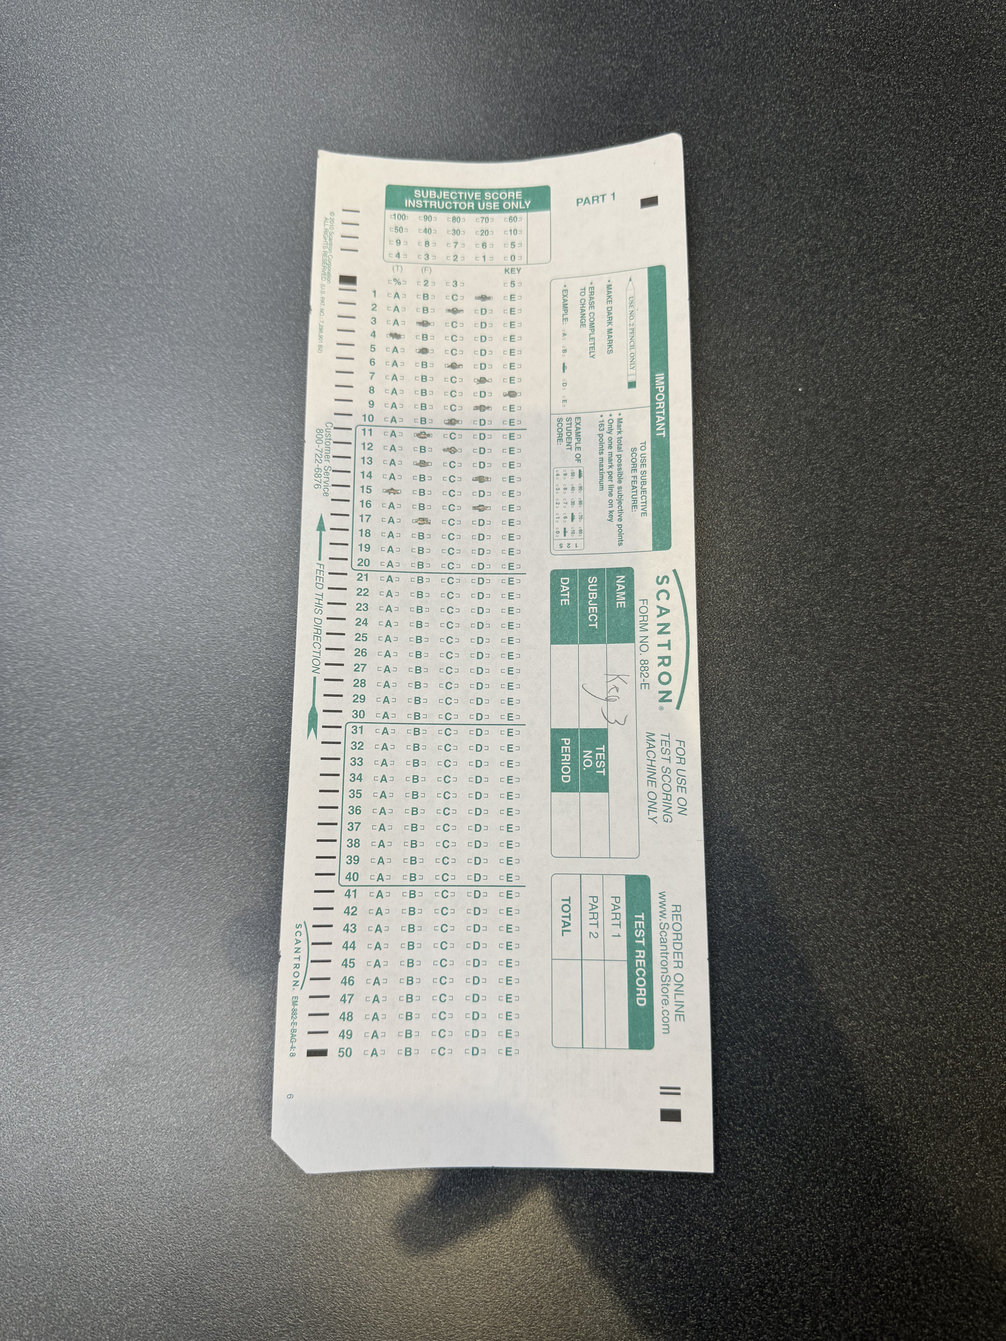 PART 1
SUBJECTIVE SCORE
INSTRUCTOR USE ONLY
100 90 80 70 60
50 40 30 20 10
9 8 7 6 5
4 3 2 1 0
(T) (F) KEY
% 2 3 5
1 A B C E
2 A B D E
3 A C D E
4 B C D E
5 A C D E
6 A B D E
7 A B C E
8 A B C D
9 A B C E
10 A B D E
11 A C D E
12 A B D E
13 A C D E
14 A B C E
15 B C D E
16 A B C E
17 A C D E
18 A B C D E
19 A B C D E
20 A B C D E
21 A B C D E
22 A B C D E
23 A B C D E
24 A B C D E
25 A B C D E
26 A B C D E
27 A B C D E
28 A B C D E
29 A B C D E
30 A B C D E
31 A B C D E
32 A B C D E
33 A B C D E
34 A B C D E
35 A B C D E
36 A B C D E
37 A B C D E
38 A B C D E
39 A B C D E
40 A B C D E
41 A B C D E
42 A B C D E
43 A B C D E
44 A B C D E
45 A B C D E
46 A B C D E
47 A B C D E
48 A B C D E
49 A B C D E
50 A B C D E
IMPORTANT
USE NO. 2 PENCIL ONLY
• MAKE DARK MARKS
• ERASE COMPLETELY
TO CHANGE
• EXAMPLE: A B D E
TO USE SUBJECTIVE
SCORE FEATURE:
• Mark total possible subjective points
• Only one mark per line on key
• 163 points maximum
EXAMPLE OF
STUDENT
SCORE:
SCANTRON®
FORM NO. 882-E
FOR USE ON
TEST SCORING
MACHINE ONLY
REORDER ONLINE
www.ScantronStore.com
NAME
SUBJECT
DATE
Key 3
TEST
NO.
PERIOD
TEST RECORD
PART 1
PART 2
TOTAL
© 2010 Scantron Corporation
ALL RIGHTS RESERVED.
Customer Service
800-722-6876
FEED THIS DIRECTION
SCANTRON.
6